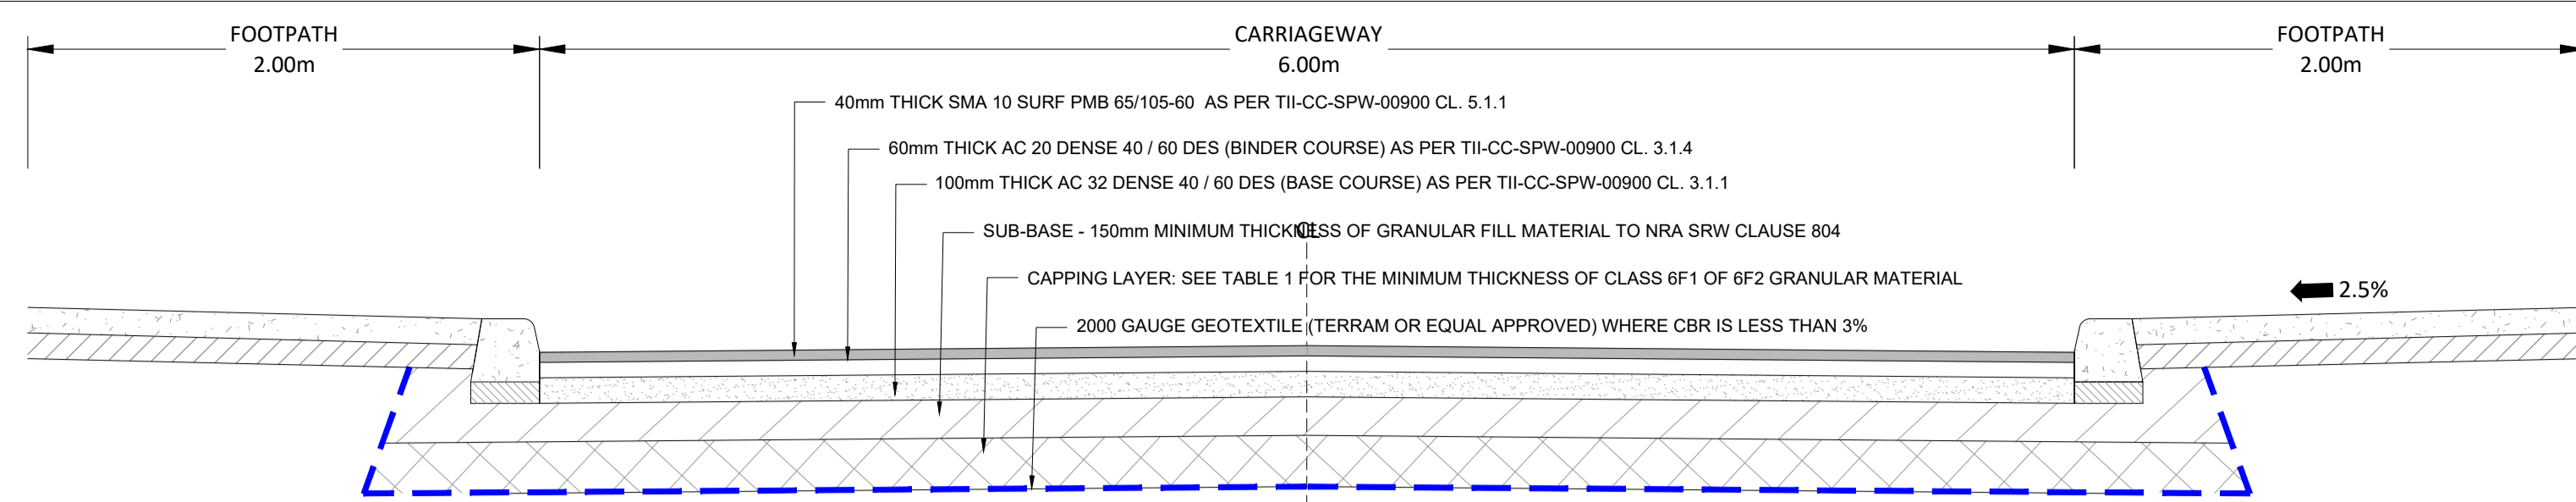 FOOTPATH
2.00m
CARRIAGEWAY
6.00m
FOOTPATH
2.00m
40mm THICK SMA 10 SURF PMB 65/105-60 AS PER TII-CC-SPW-00900 CL. 5.1.1
60mm THICK AC 20 DENSE 40 / 60 DES (BINDER COURSE) AS PER TII-CC-SPW-00900 CL. 3.1.4
100mm THICK AC 32 DENSE 40 / 60 DES (BASE COURSE) AS PER TII-CC-SPW-00900 CL. 3.1.1
SUB-BASE - 150mm MINIMUM THICKNESS OF GRANULAR FILL MATERIAL TO NRA SRW CLAUSE 804
CL
CAPPING LAYER: SEE TABLE 1 FOR THE MINIMUM THICKNESS OF CLASS 6F1 OF 6F2 GRANULAR MATERIAL
2.5%
2000 GAUGE GEOTEXTILE (TERRAM OR EQUAL APPROVED) WHERE CBR IS LESS THAN 3%